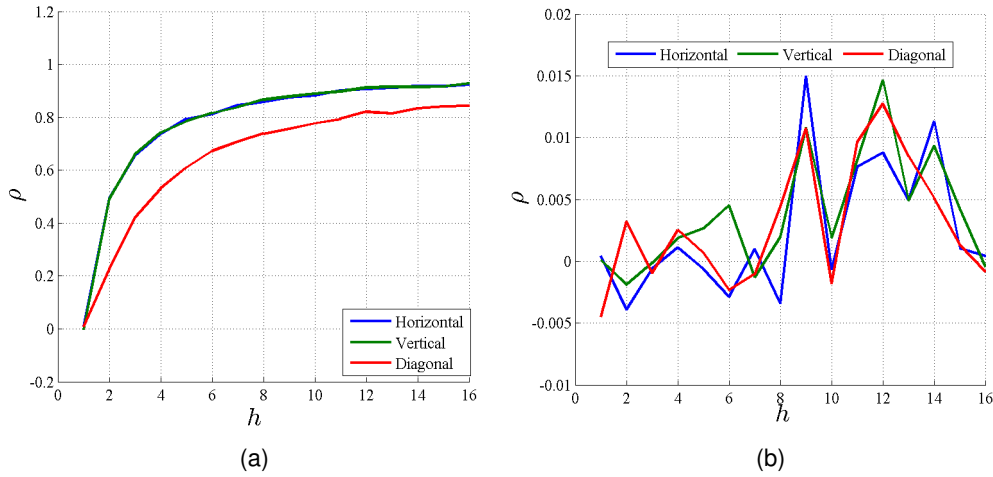 1.2
1
0.8
0.6
0.4
0.2
0
-0.2
ρ
0 2 4 6 8 10 12 14 16
h
Horizontal
Vertical
Diagonal
(a)
0.02
0.015
0.01
0.005
0
-0.005
-0.01
ρ
Horizontal Vertical Diagonal
0 2 4 6 8 10 12 14 16
h
(b)